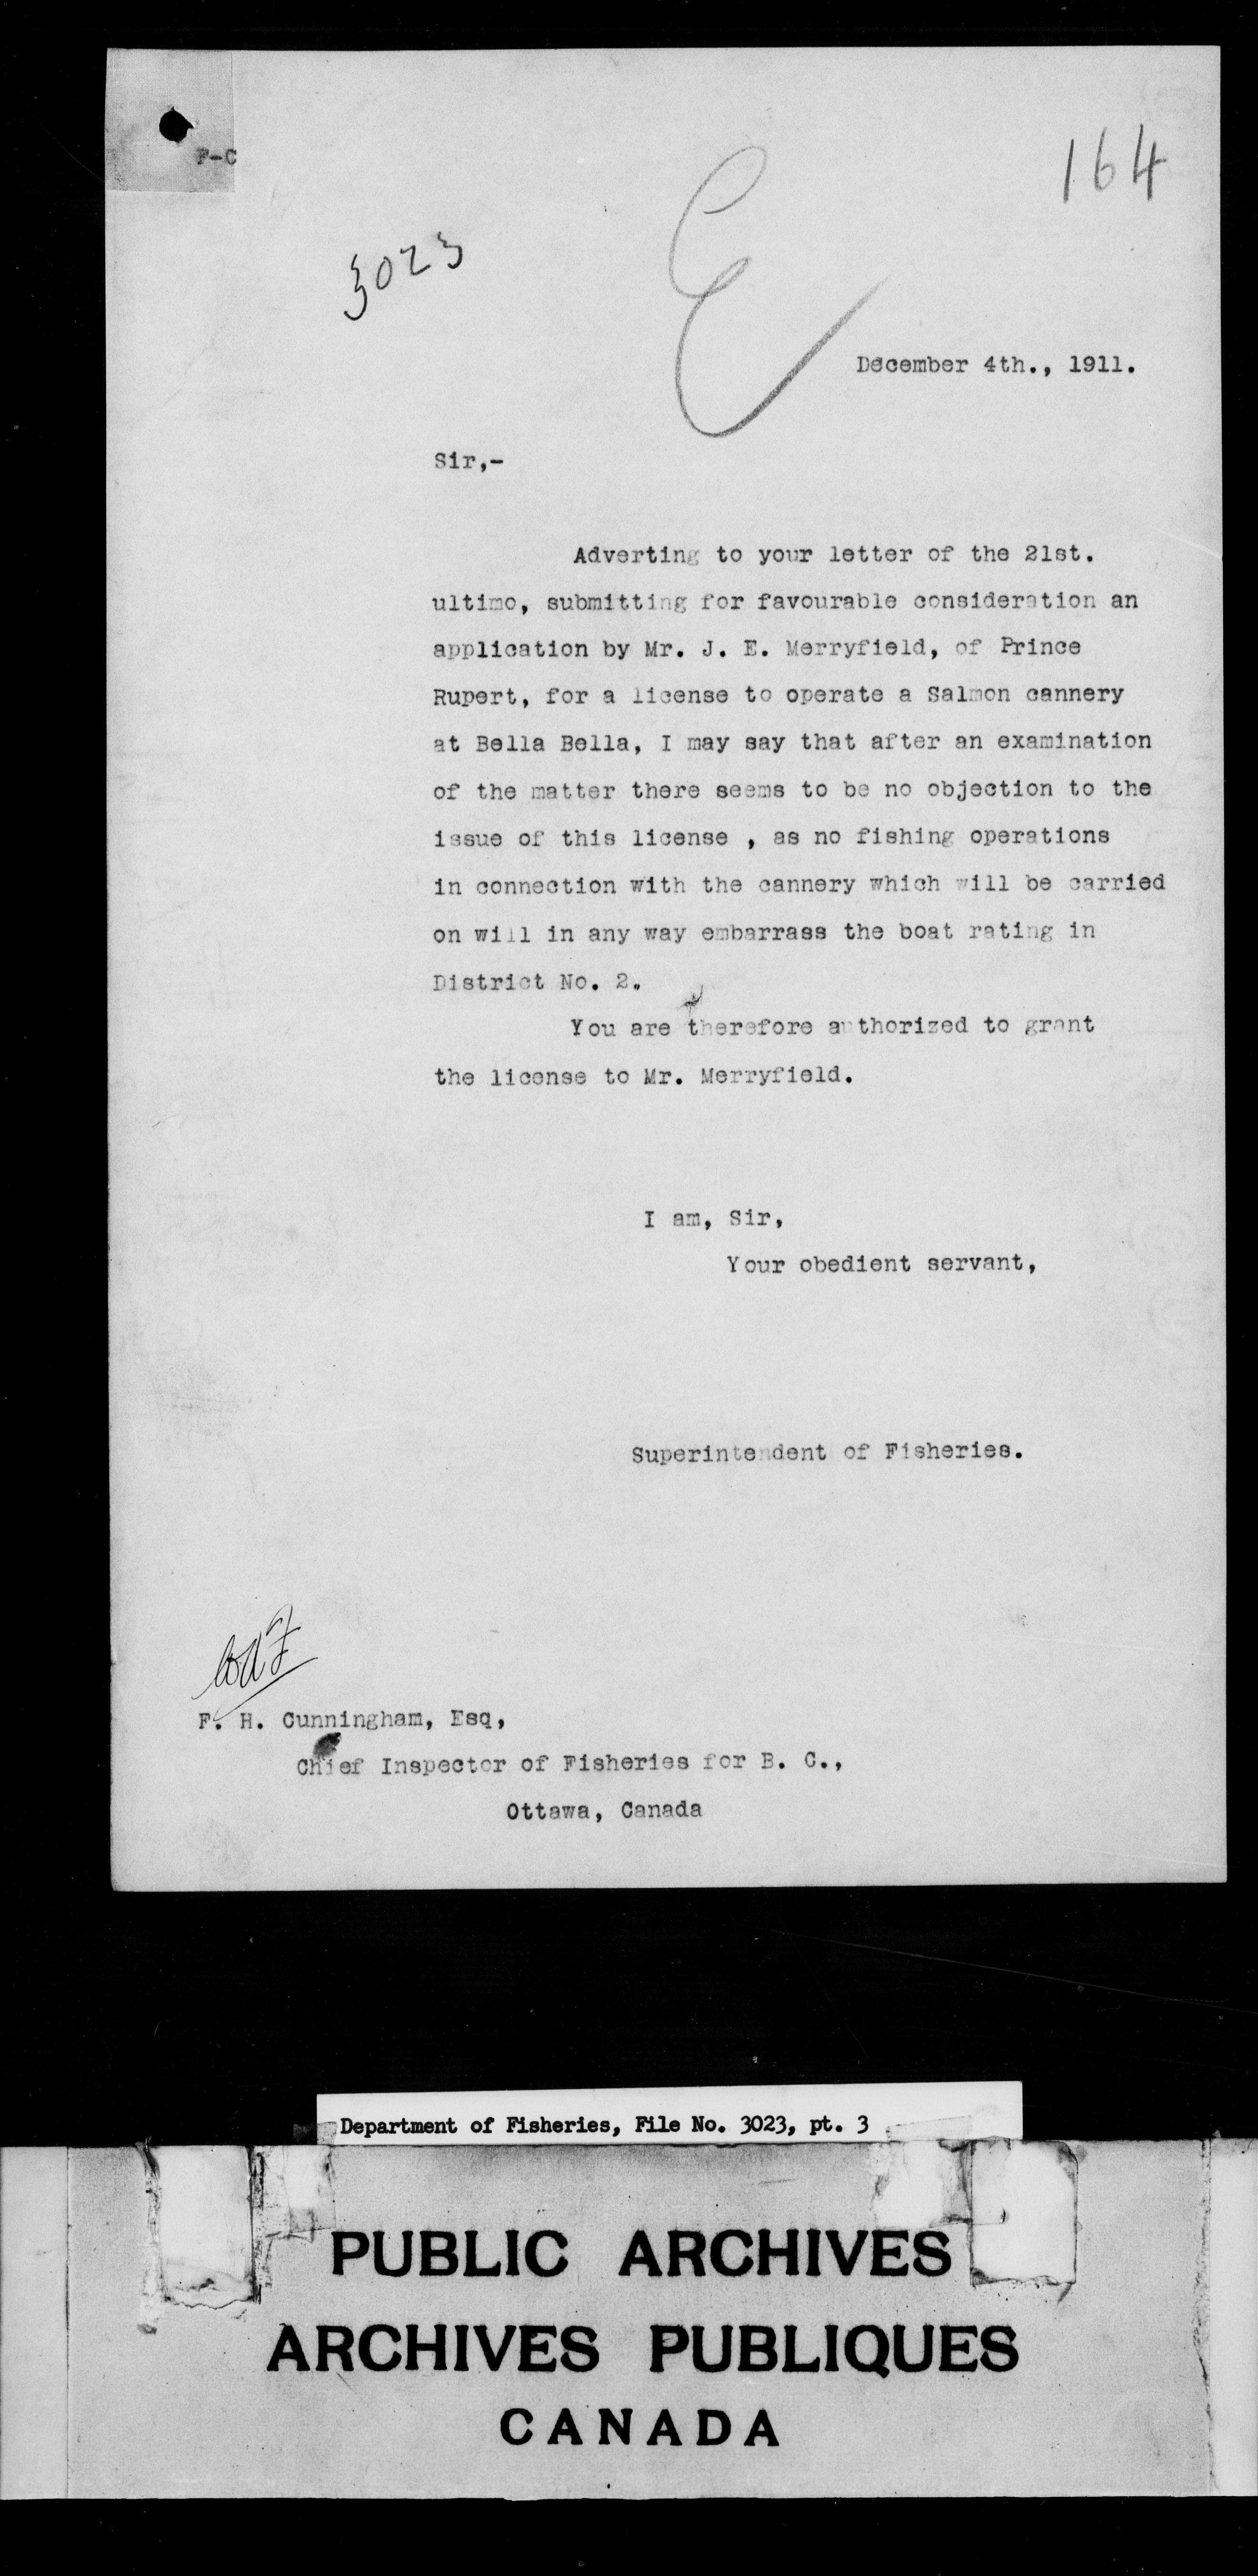 F-C
164
3023
E
December 4th., 1911.
Sir,-
Adverting to your letter of the 21st.
ultimo, submitting for favourable consideration an
application by Mr. J. E. Merryfield, of Prince
Rupert, for a license to operate a Salmon cannery
at Bella Bella, I may say that after an examination
of the matter there seems to be no objection to the
issue of this license , as no fishing operations
in connection with the cannery which will be carried
on will in any way embarrass the boat rating in
District No. 2.
You are therefore authorized to grant
the license to Mr. Merryfield.
I am, Sir,
Your obedient servant,
Superintendent of Fisheries.
F. H. Cunningham, Esq,
Chief Inspector of Fisheries for B. C.,
Ottawa, Canada
Department of Fisheries, File No. 3023, pt. 3
PUBLIC ARCHIVES
ARCHIVES PUBLIQUES
CANADA